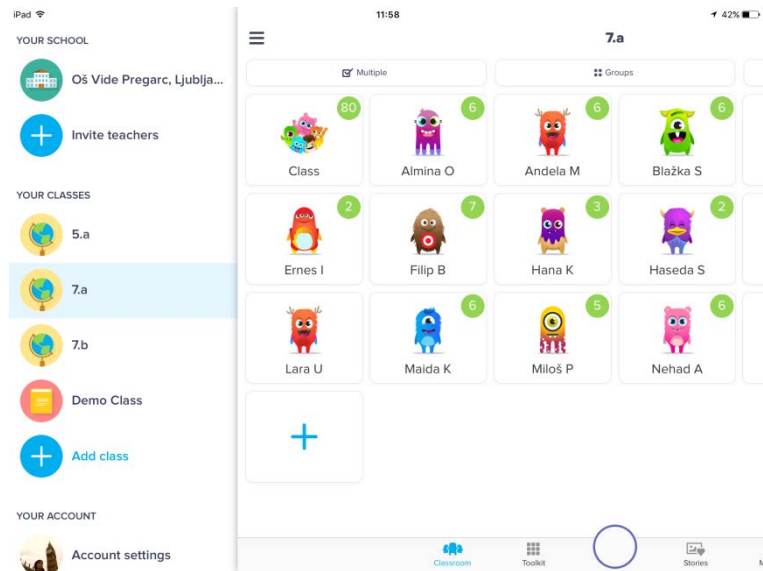 iPad 11:58 42%
YOUR SCHOOL
Oš Vide Pregarc, Ljublja...
Invite teachers
YOUR CLASSES
5.a
7.a
7.b
Demo Class
Add class
YOUR ACCOUNT
Account settings
7.a
Multiple Groups
80 6 6 6
Class Almina O Andela M Blažka S
2 7 3 2
Ernes I Filip B Hana K Haseda S
6 5 6
Lara U Maida K Miloš P Nehad A
Classroom Toolkit Stories